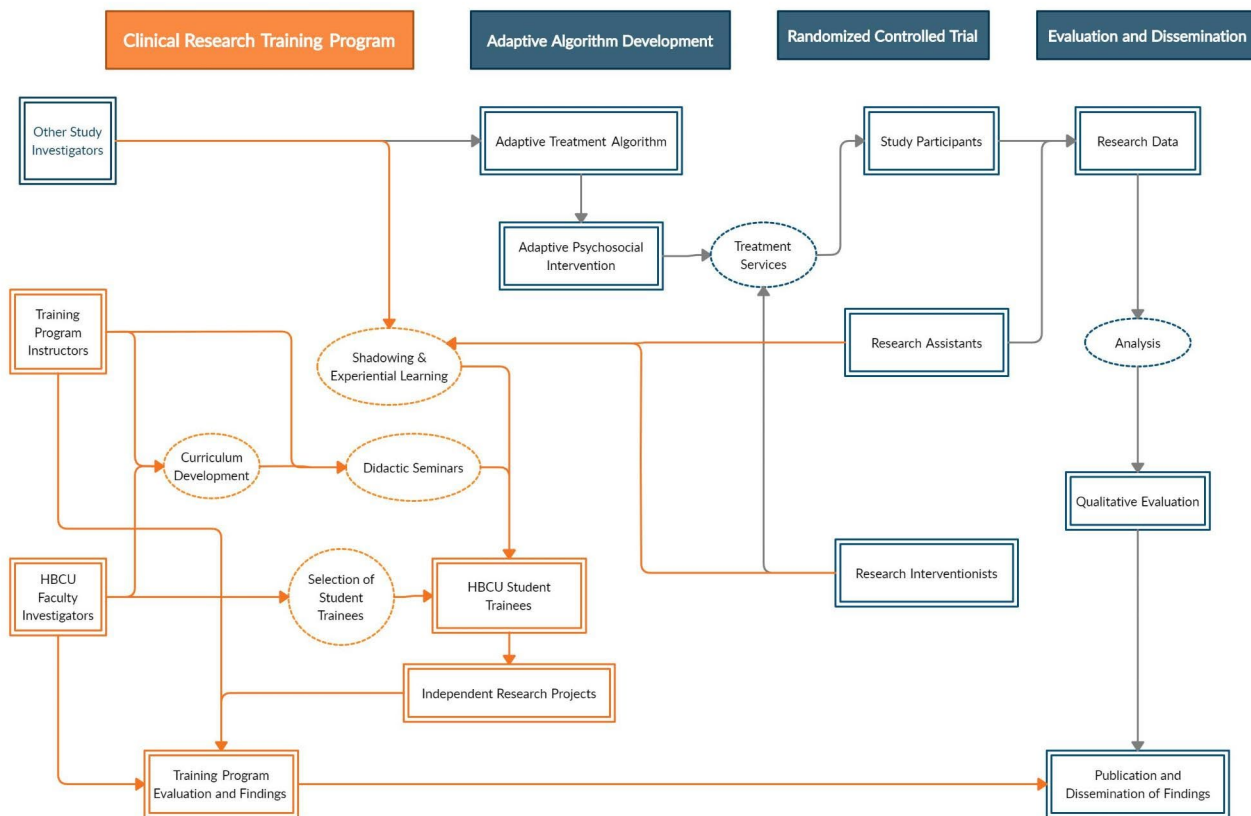 Clinical Research Training Program
Adaptive Algorithm Development
Randomized Controlled Trial
Evaluation and Dissemination
Other Study
Investigators
Adaptive Treatment Algorithm
Study Participants
Research Data
Adaptive Psychosocial
Intervention
Treatment
Services
Training
Program
Instructors
Shadowing &
Experiential Learning
Research Assistants
Analysis
Curriculum
Development
Didactic Seminars
Qualitative Evaluation
HBCU
Faculty
Investigators
Selection of
Student
Trainees
HBCU Student
Trainees
Research Interventionists
Independent Research Projects
Training Program
Evaluation and Findings
Publication and
Dissemination of Findings